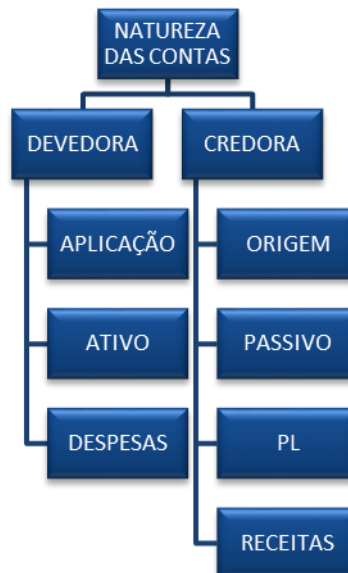 NATUREZA
DAS CONTAS
DEVEDORA
APLICAÇÃO
ATIVO
DESPESAS
CREDORA
ORIGEM
PASSIVO
PL
RECEITAS